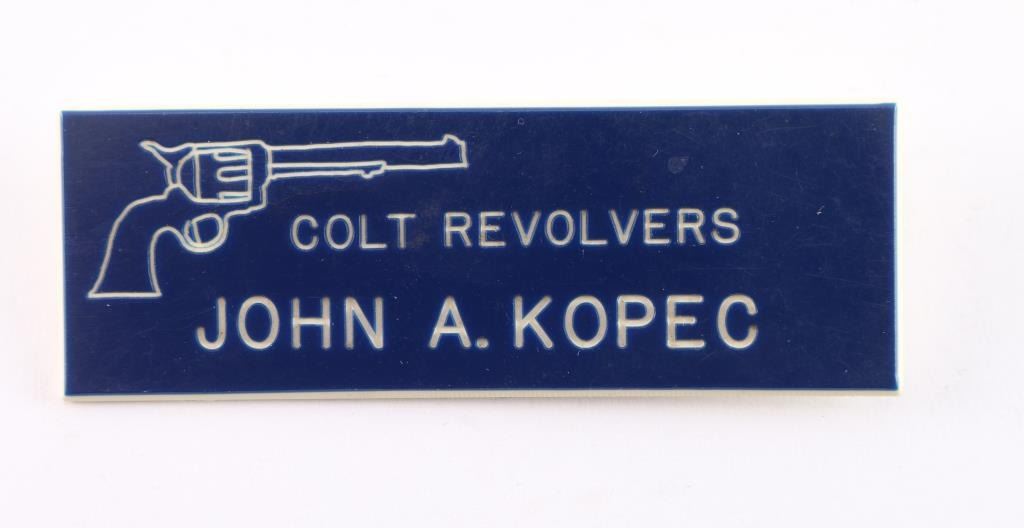 COLT REVOLVERS
JOHN A. KOPEC